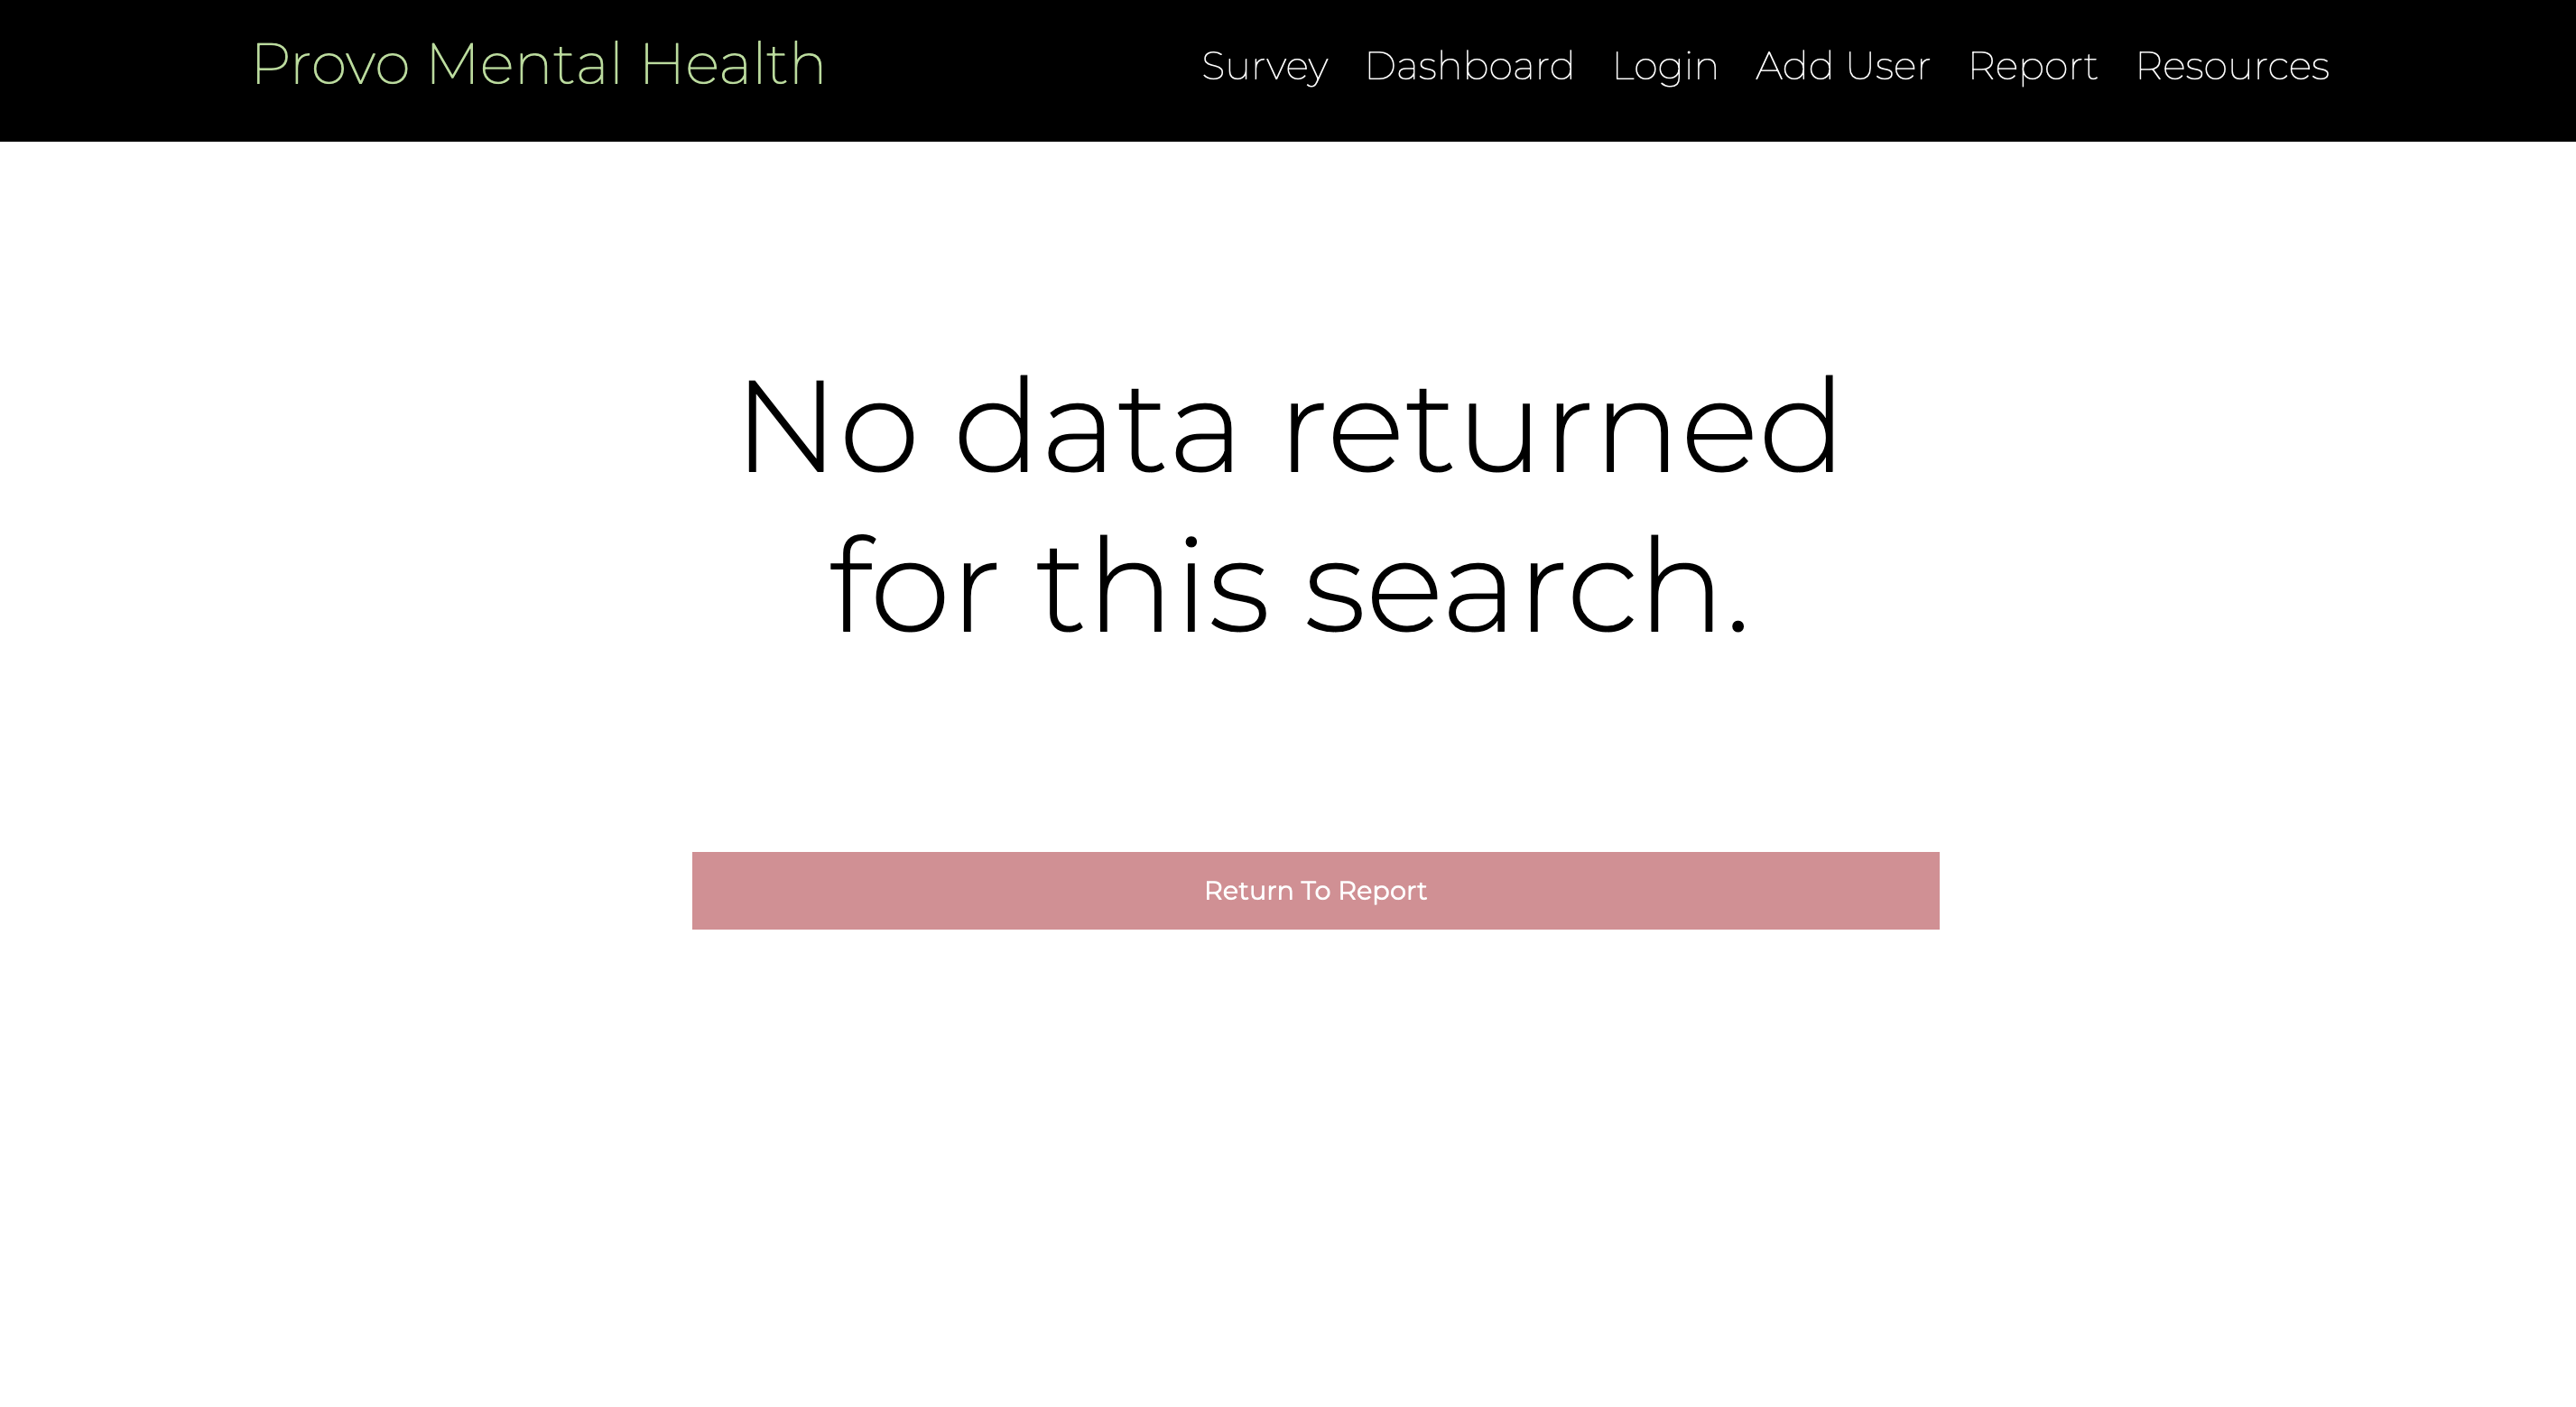 Provo Mental Health
Survey Dashboard Login Add User Report Resources
No data returned
for this search.
Return To Report